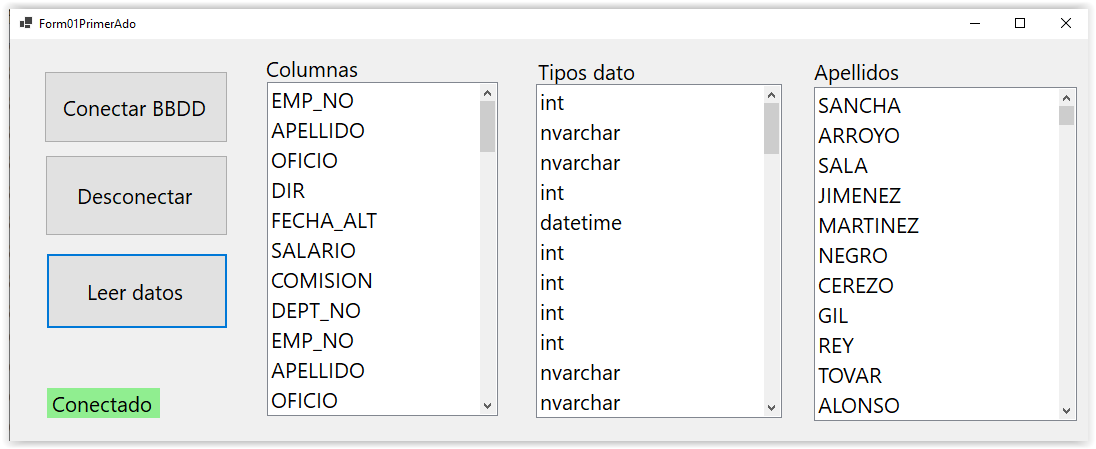 Form01PrimerAdo
Conectar BBDD
Desconectar
Leer datos
Conectado
Columnas
EMP_NO
APELLIDO
OFICIO
DIR
FECHA_ALT
SALARIO
COMISION
DEPT_NO
EMP_NO
APELLIDO
OFICIO
Tipos dato
int
nvarchar
nvarchar
int
datetime
int
int
int
int
nvarchar
nvarchar
Apellidos
SANCHA
ARROYO
SALA
JIMENEZ
MARTINEZ
NEGRO
CEREZO
GIL
REY
TOVAR
ALONSO